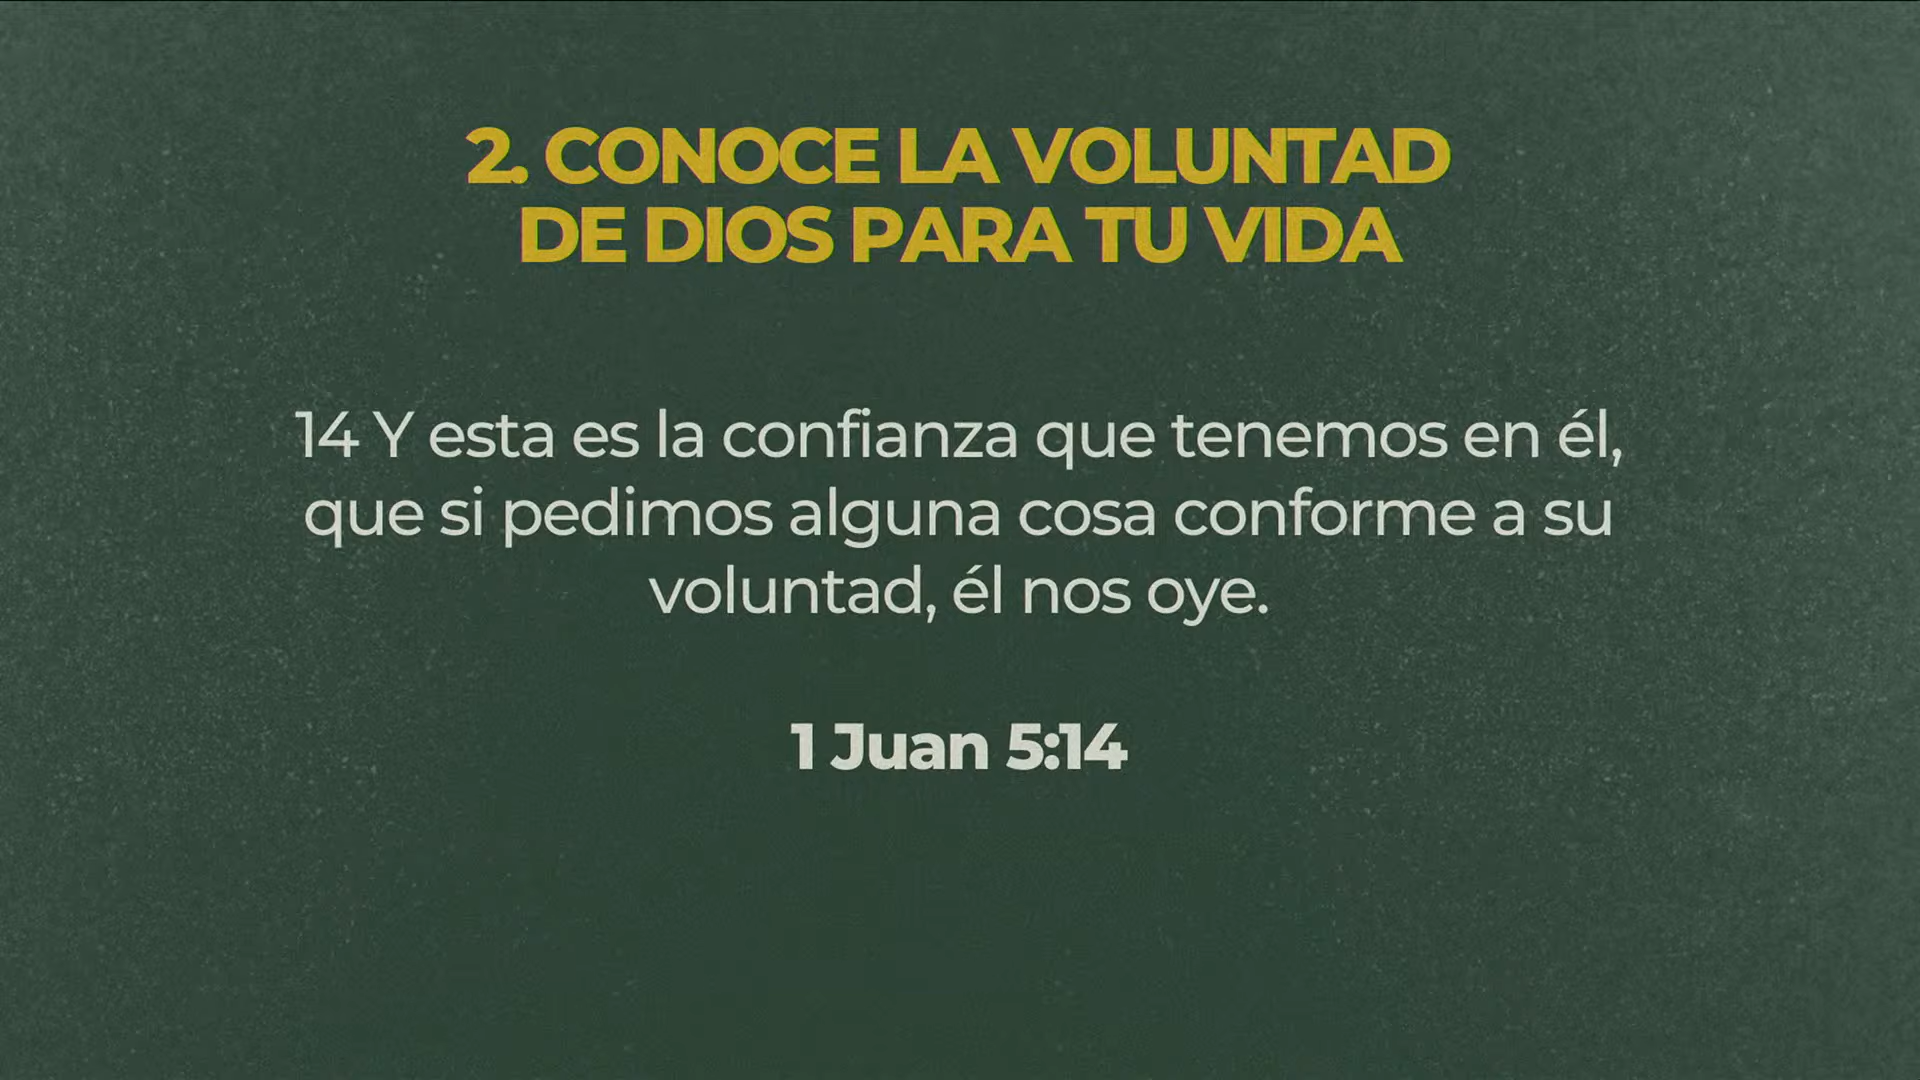 2. CONOCE LA VOLUNTAD
DE DIOS PARA TU VIDA
14 Y esta es la confianza que tenemos en él,
que si pedimos alguna cosa conforme a su
voluntad, él nos oye.
1 Juan 5:14